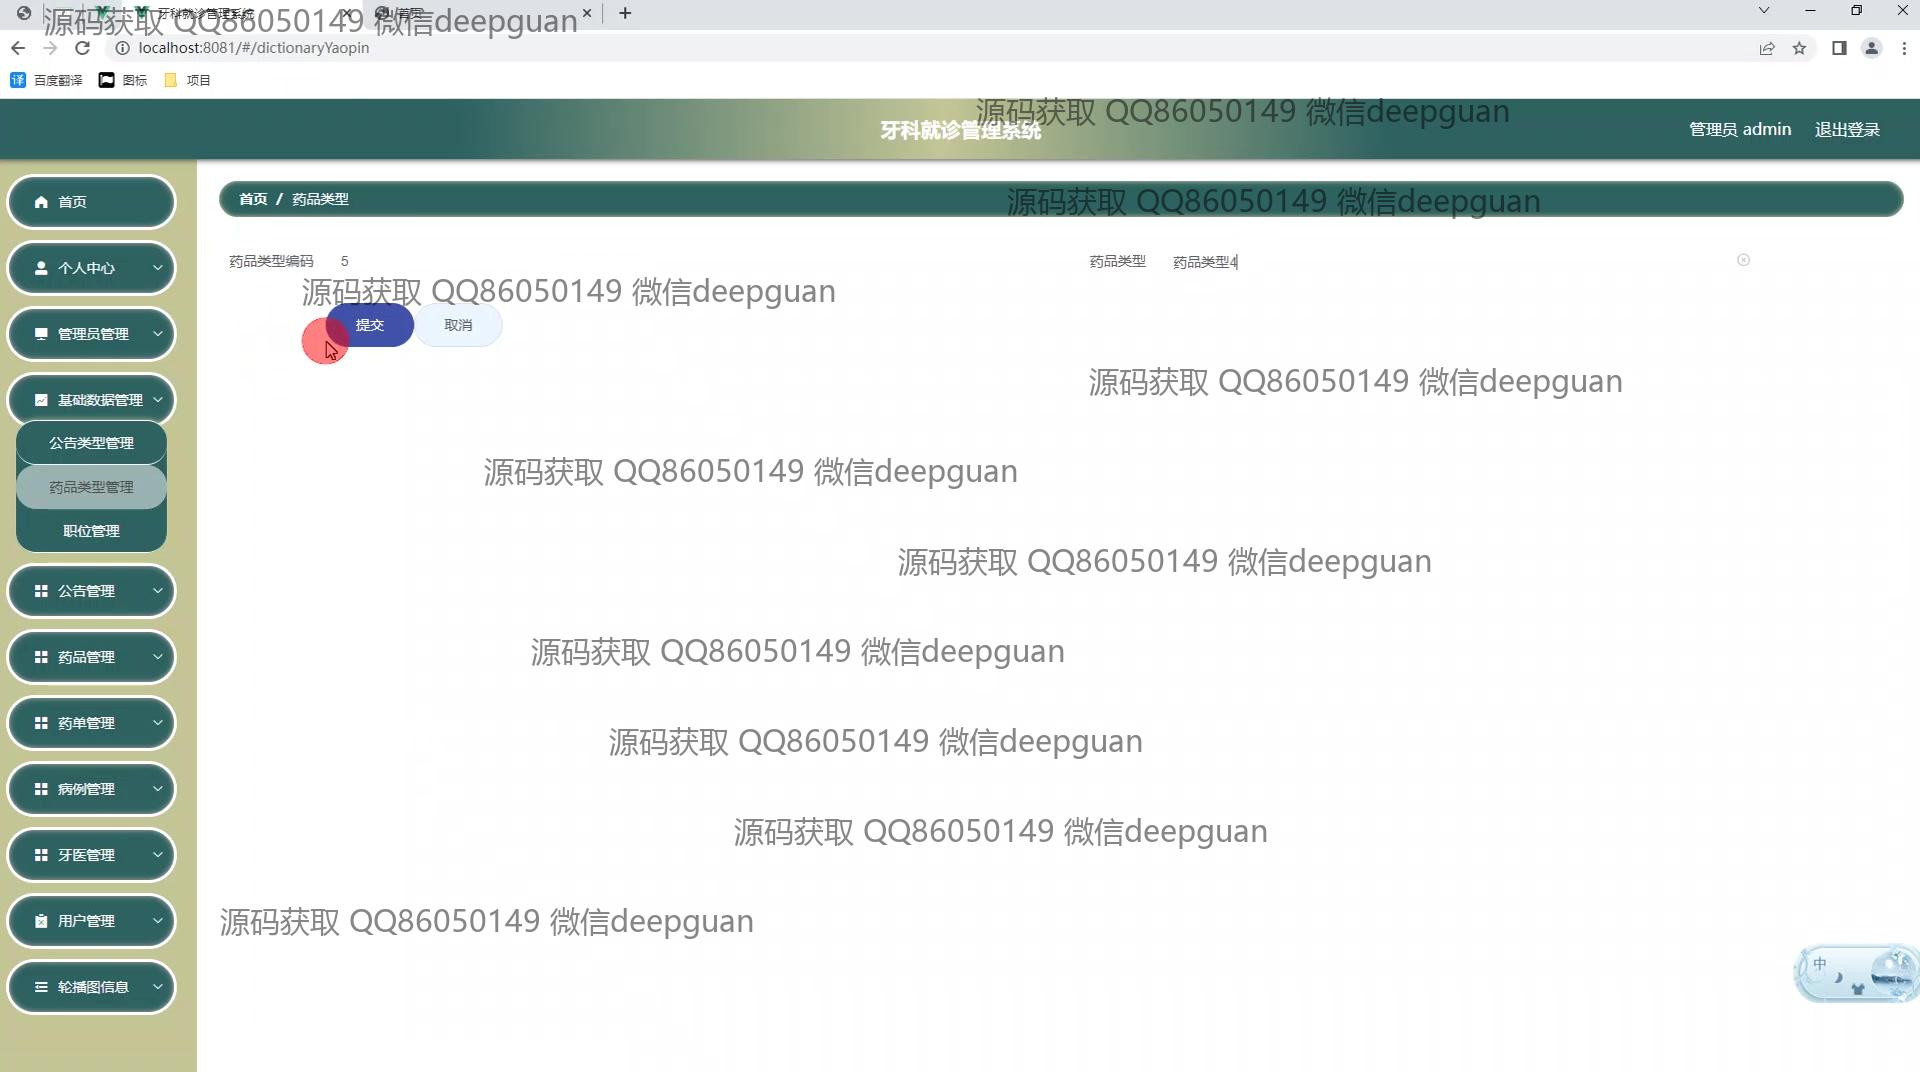 牙科就诊管理系统
首页
源码获取 QQ86050149 微信deepguan
localhost:8081/#/dictionaryYaopin
译 百度翻译 图标 项目
源码获取 QQ86050149 微信deepguan
牙科就诊管理系统
管理员 admin 退出登录
首页 / 药品类型
源码获取 QQ86050149 微信deepguan
首页
个人中心
管理员管理
基础数据管理
公告类型管理
药品类型管理
职位管理
公告管理
药品管理
药单管理
病例管理
牙医管理
用户管理
轮播图信息
药品类型编码 5
药品类型 药品类型4
源码获取 QQ86050149 微信deepguan
提交 取消
源码获取 QQ86050149 微信deepguan
源码获取 QQ86050149 微信deepguan
源码获取 QQ86050149 微信deepguan
源码获取 QQ86050149 微信deepguan
源码获取 QQ86050149 微信deepguan
源码获取 QQ86050149 微信deepguan
源码获取 QQ86050149 微信deepguan
中